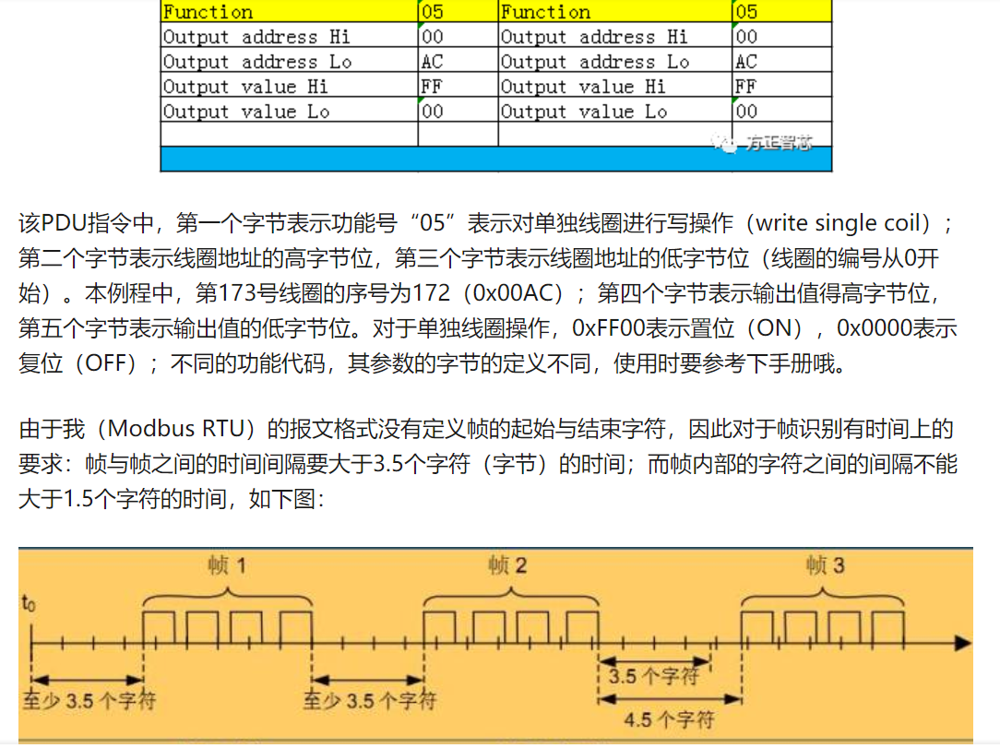 Function 05 Function 05
Output address Hi 00 Output address Hi 00
Output address Lo AC Output address Lo AC
Output value Hi FF Output value Hi FF
Output value Lo 00 Output value Lo 00
方正智芯
该PDU指令中，第一个字节表示功能号“05”表示对单独线圈进行写操作（write single coil）；
第二个字节表示线圈地址的高字节位，第三个字节表示线圈地址的低字节位（线圈的编号从0开
始）。本例程中，第173号线圈的序号为172（0x00AC）；第四个字节表示输出值得高字节位，
第五个字节表示输出值的低字节位。对于单独线圈操作，0xFF00表示置位（ON），0x0000表示
复位（OFF）；不同的功能代码，其参数的字节的定义不同，使用时要参考下手册哦。
由于我（Modbus RTU）的报文格式没有定义帧的起始与结束字符，因此对于帧识别有时间上的
要求：帧与帧之间的时间间隔要大于3.5个字符（字节）的时间；而帧内部的字符之间的间隔不能
大于1.5个字符的时间，如下图：
帧 1 帧 2 帧 3
t0
3.5 个字符
至少 3.5 个字符 至少 3.5 个字符
4.5 个字符